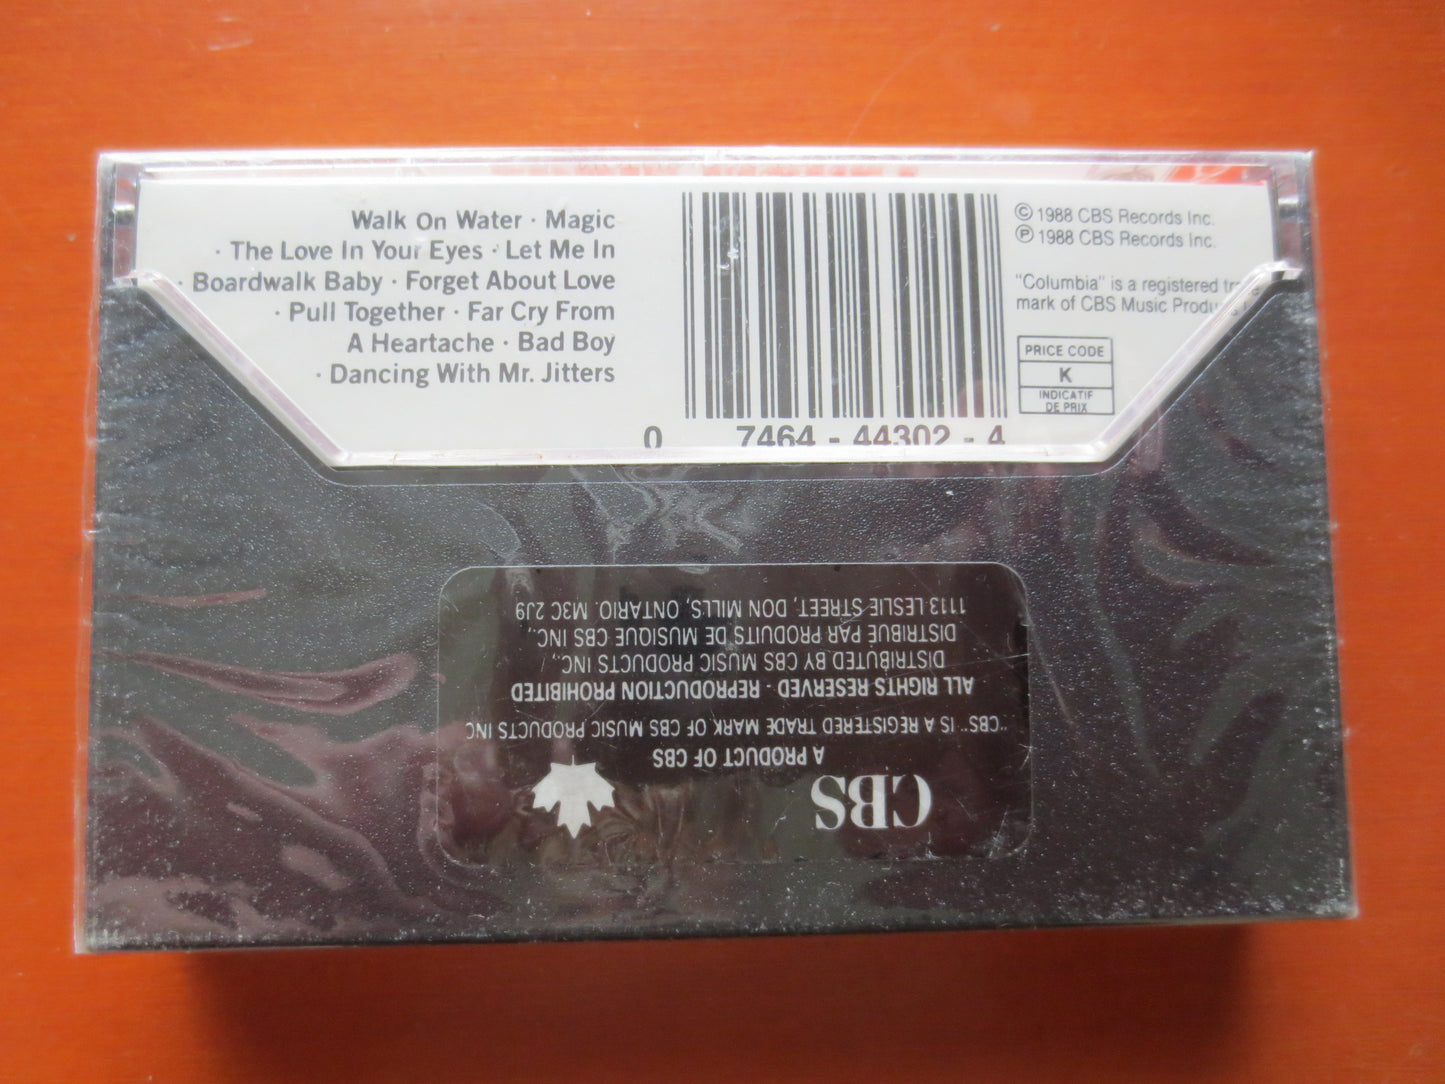 Walk On Water · Magic
· The Love In Your Eyes · Let Me In
· Boardwalk Baby · Forget About Love
· Pull Together · Far Cry From
A Heartache · Bad Boy
· Dancing With Mr. Jitters
0 7464 - 44302 - 4
© 1988 CBS Records Inc.
℗ 1988 CBS Records Inc.
"Columbia" is a registered
mark of CBS Music
PRICE CODE
K
INDICATIF
DE PRIX
CBS
A PRODUCT OF CBS
"CBS" IS A REGISTERED TRADE MARK OF CBS MUSIC PRODUCTS INC
ALL RIGHTS RESERVED - REPRODUCTION PROHIBITED
DISTRIBUTED BY CBS MUSIC PRODUCTS INC.,
DISTRIBUÉ PAR PRODUITS DE MUSIQUE CBS INC.,
1113 LESLIE STREET, DON MILLS, ONTARIO. M3C 2J9